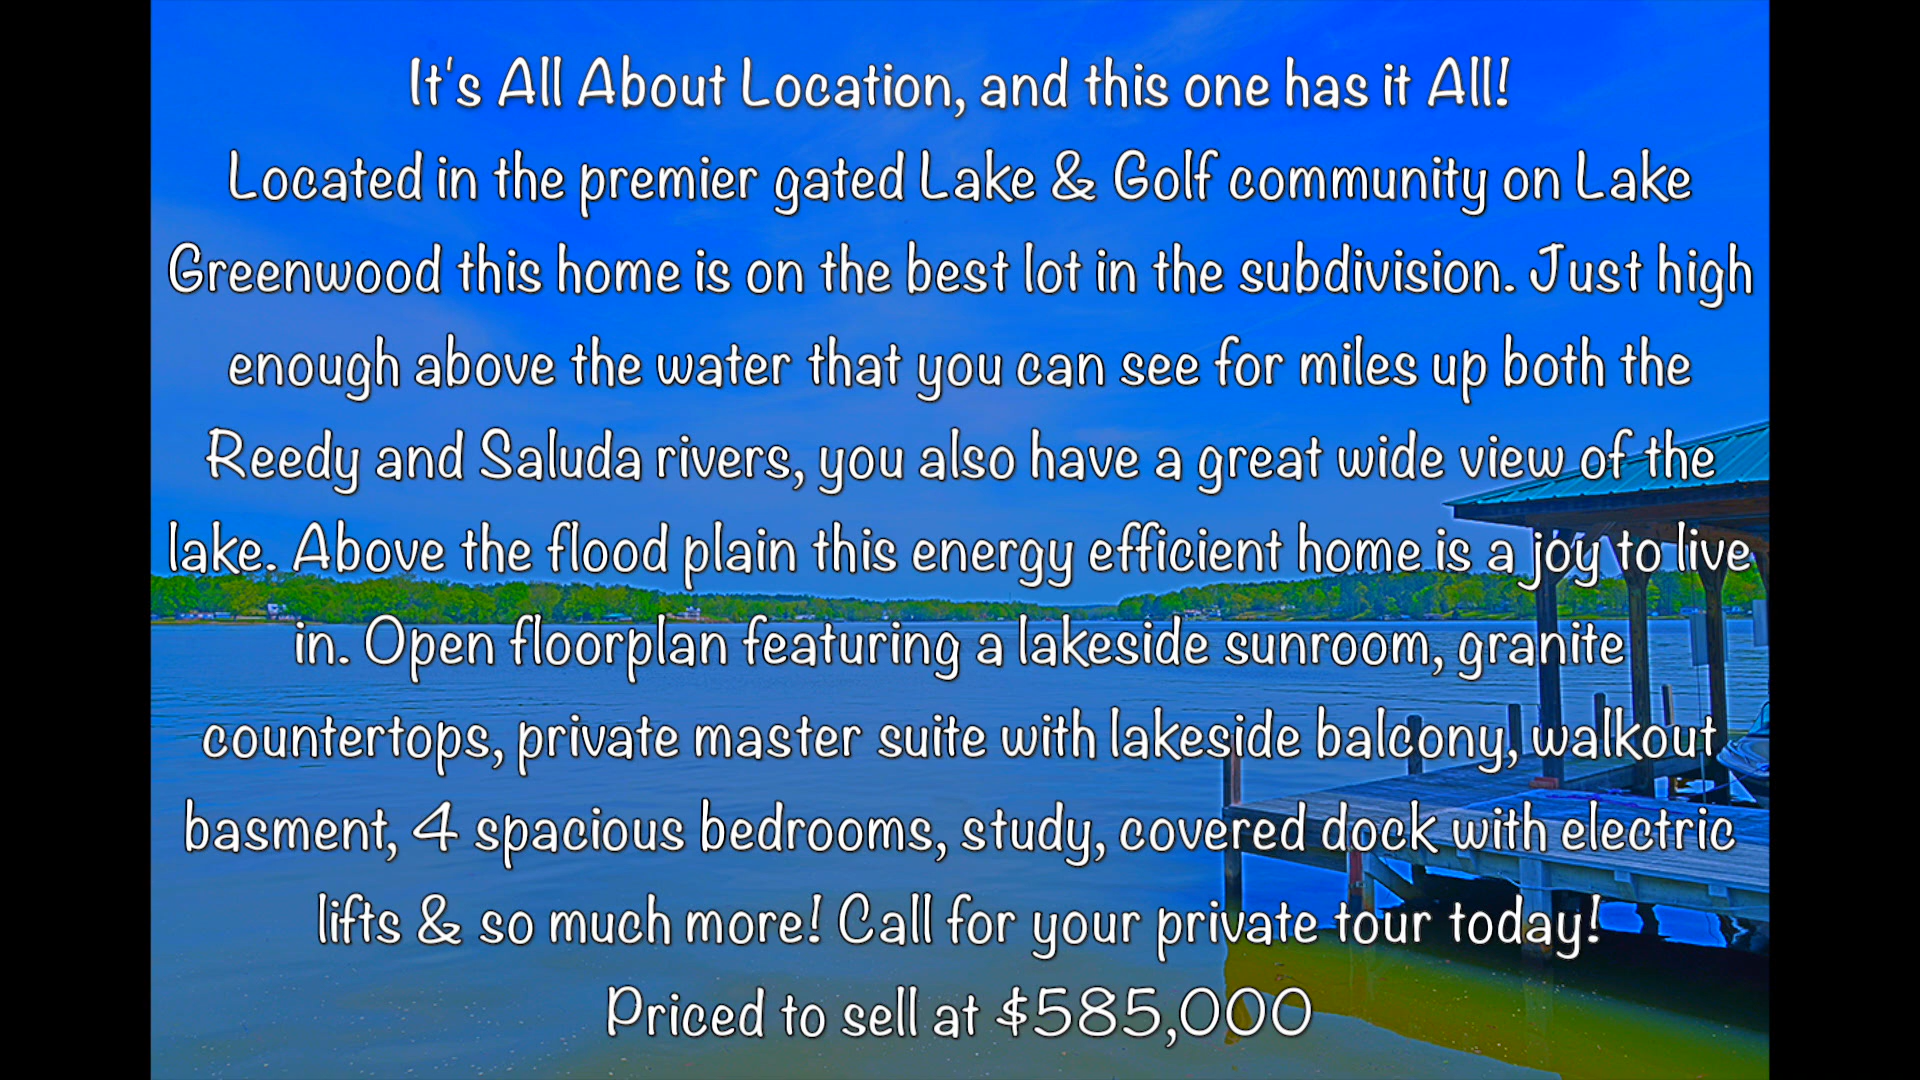 It's All About Location, and this one has it All!
Located in the premier gated Lake & Golf community on Lake
Greenwood this home is on the best lot in the subdivision. Just high
enough above the water that you can see for miles up both the
Reedy and Saluda rivers, you also have a great wide view of the
lake. Above the flood plain this energy efficient home is a joy to live
in. Open floorplan featuring a lakeside sunroom, granite
countertops, private master suite with lakeside balcony, walkout
basment, 4 spacious bedrooms, study, covered dock with electric
lifts & so much more! Call for your private tour today!
Priced to sell at $585,000